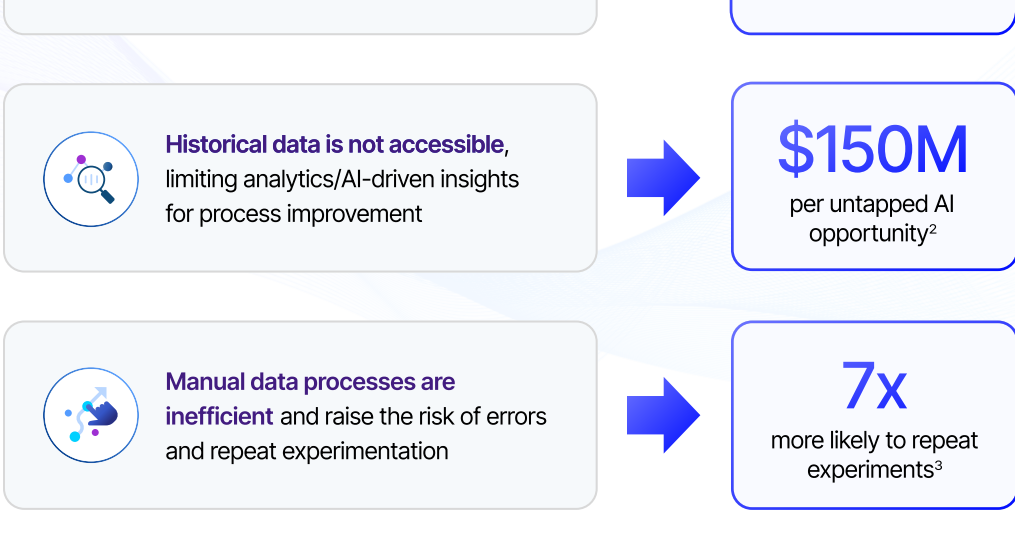 Historical data is not accessible,
limiting analytics/AI-driven insights
for process improvement
$150M
per untapped AI
opportunity²
Manual data processes are
inefficient and raise the risk of errors
and repeat experimentation
7x
more likely to repeat
experiments³